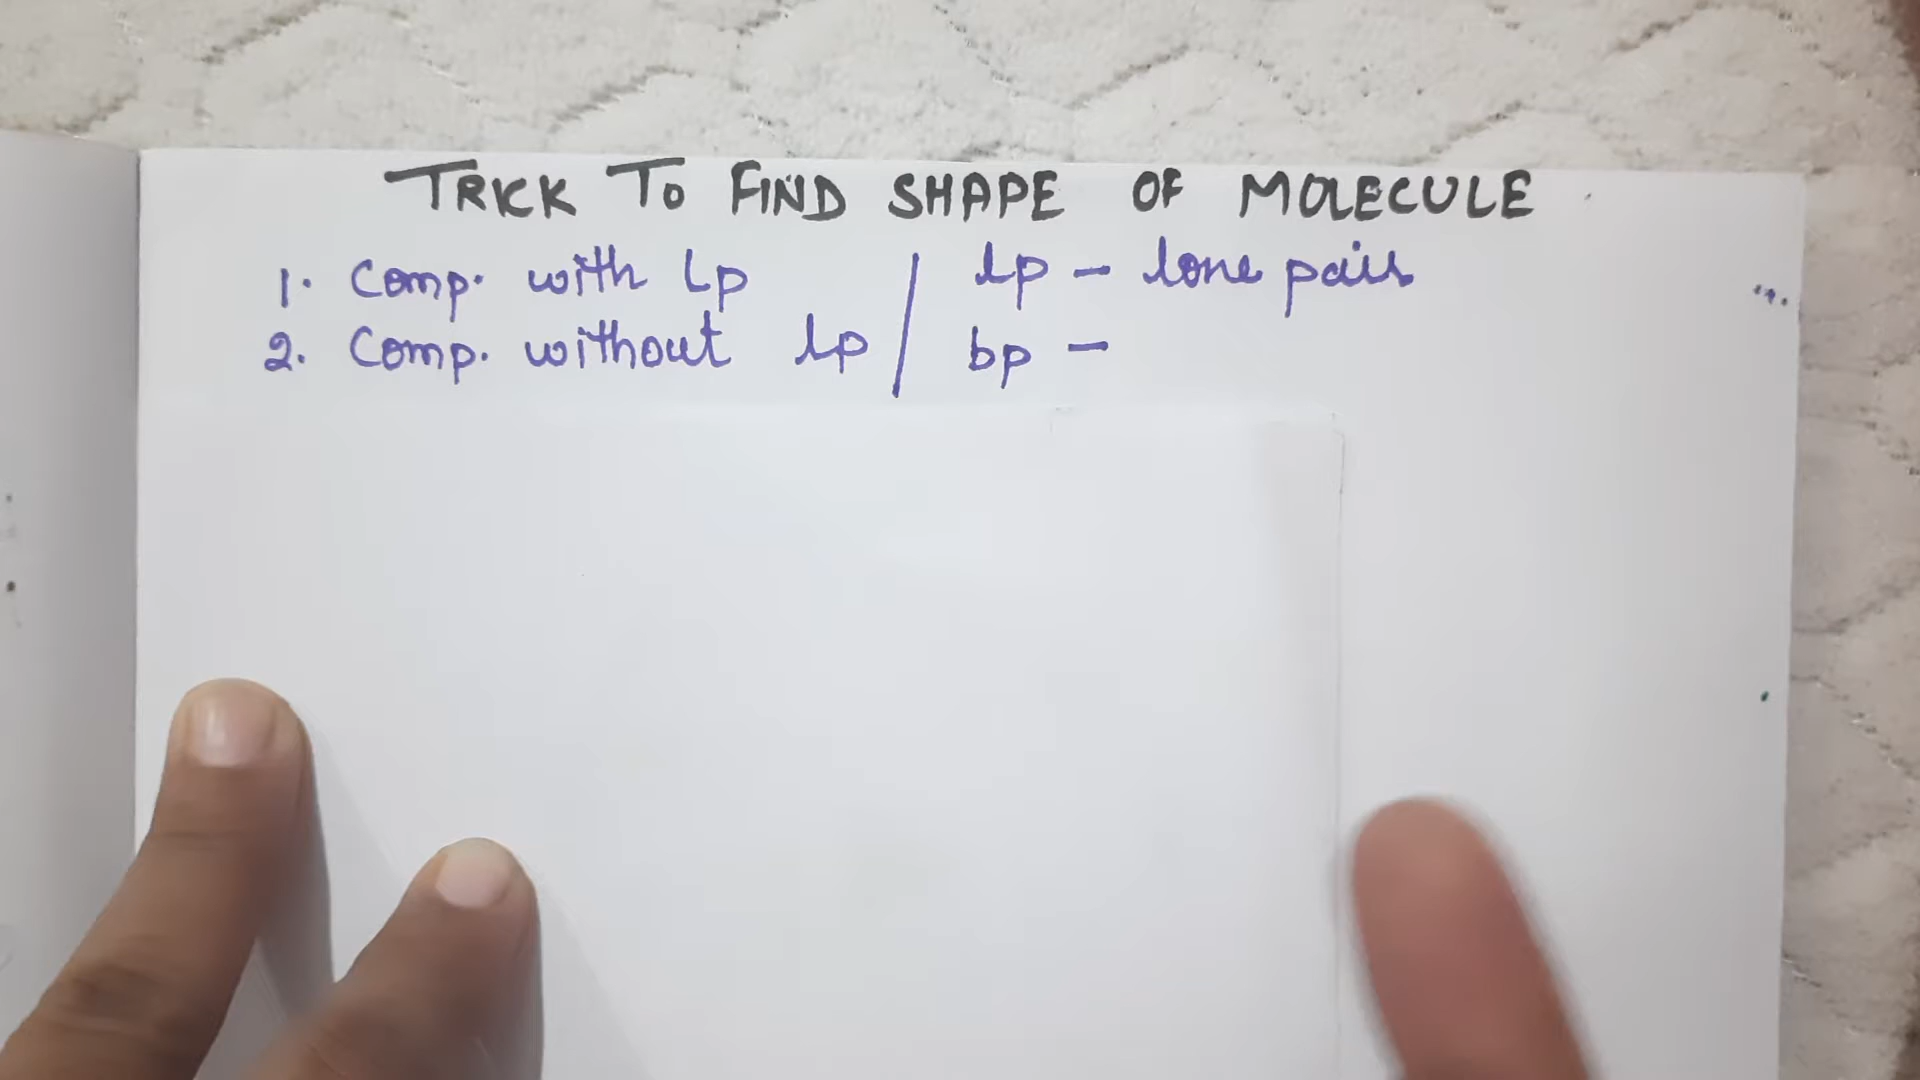 TRICK TO FIND SHAPE OF MOLECULE
1. Comp. with Lp / lp - lone pair
2. Comp. without lp / bp -